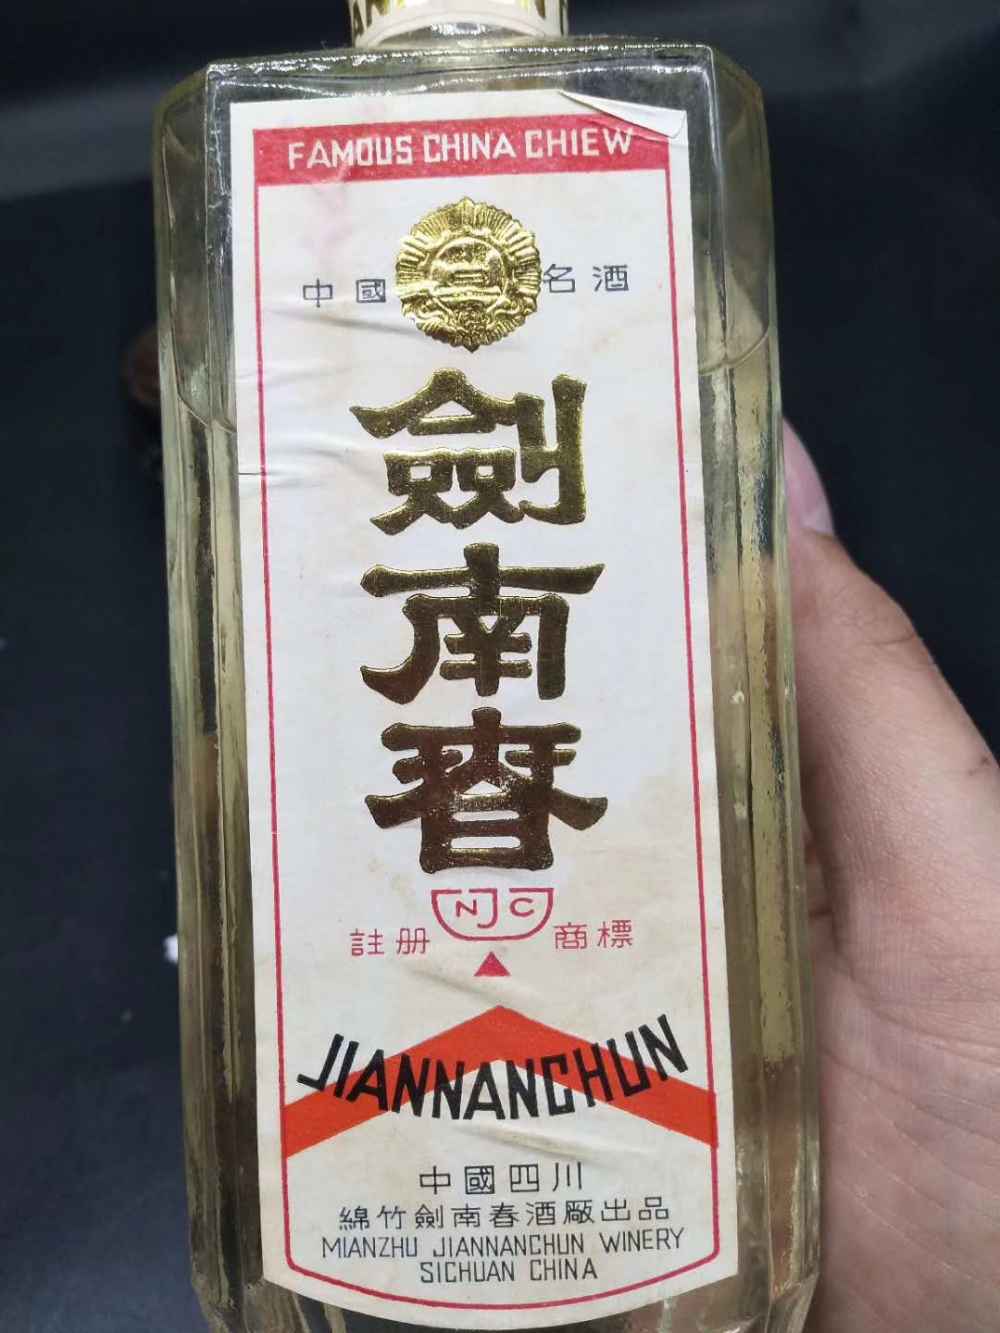 FAMOUS CHINA CHIEW
中國 名酒
劍南春
NJC
註册 商標
JIANNANCHUN
中國四川
綿竹劍南春酒厰出品
MIANZHU JIANNANCHUN WINERY
SICHUAN CHINA